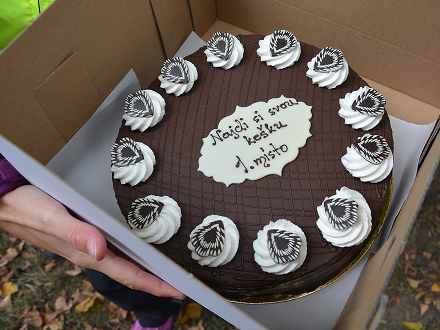 Najdi si svou
kešku
1. místo